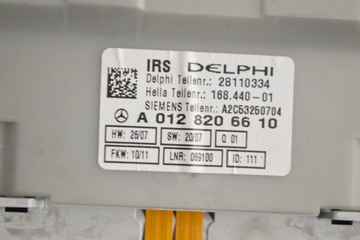 IRS DELPHI
Delphi Teilenr.: 28110334
Hella Teilenr.: 168.440-01
SIEMENS Teilenr.: A2C53250704
A 012 820 66 10
HW: 26/07 SW: 20/07 Q 01
FKW: 10/11 LNR: 069100 ID: 111